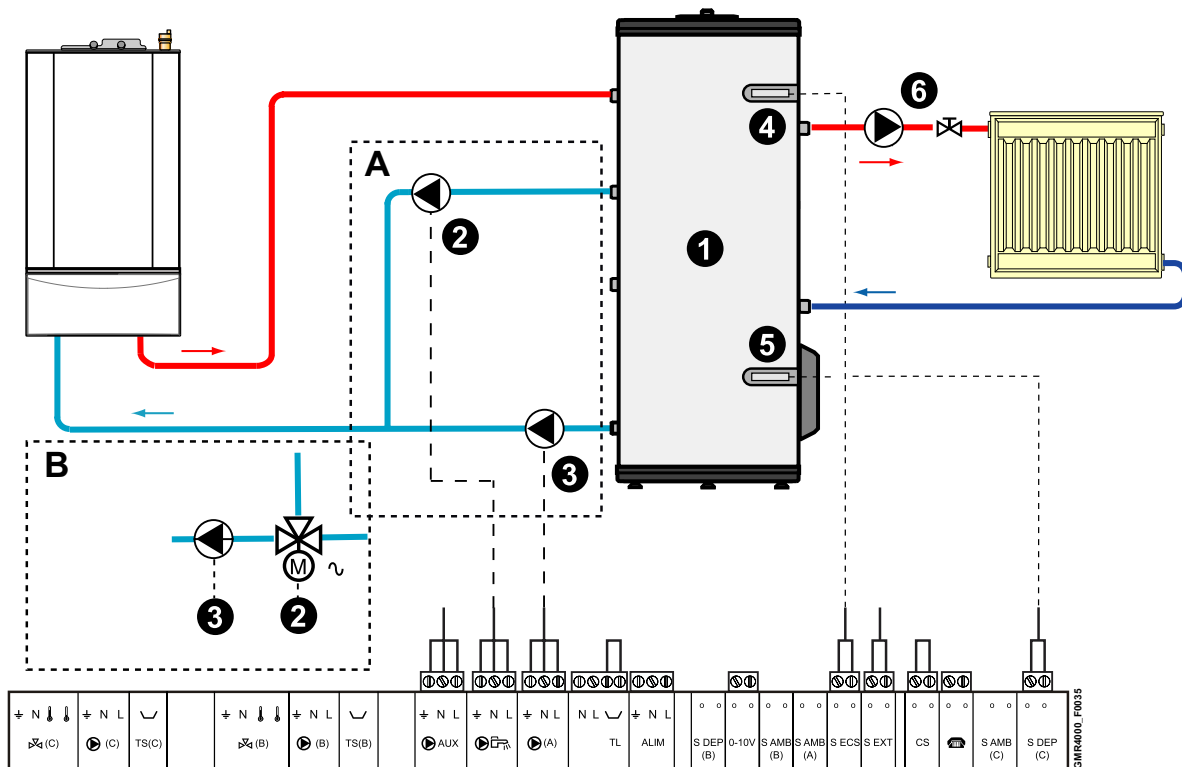 6
4
A
2
1
5
B
3
M
3
2
N
(C)
N L
(C)
TS(C)
N
(B)
N L
(B)
TS(B)
N L
AUX
N L
N L
(A)
N L
TL
N L
ALIM
S DEP
(B)
0-10V
S AMB
(B)
S AMB
(A)
S ECS
S EXT
CS
S AMB
(C)
S DEP
(C)
GMR4000_F0035